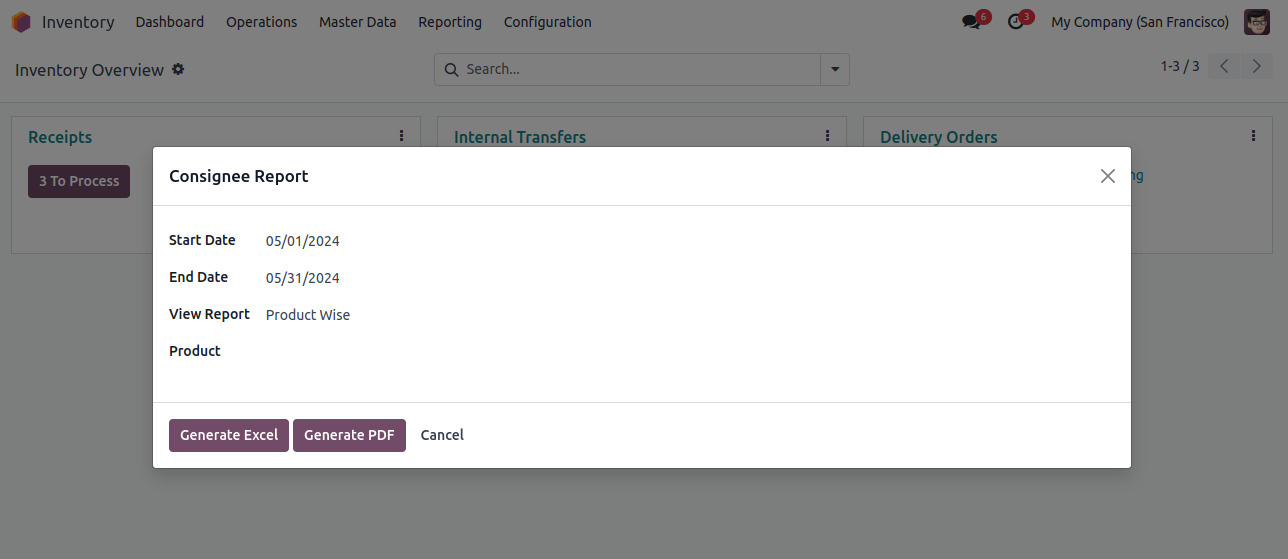 Inventory Dashboard Operations Master Data Reporting Configuration 6 3 My Company (San Francisco)
Inventory Overview Search... 1-3 / 3
Receipts Internal Transfers Delivery Orders
3 To Process
Consignee Report
Start Date 05/01/2024
End Date 05/31/2024
View Report Product Wise
Product
Generate Excel Generate PDF Cancel